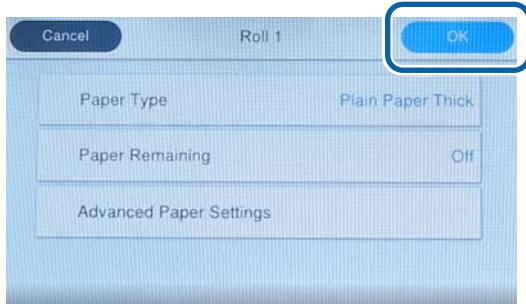 Cancel Roll 1 OK
Paper Type Plain Paper Thick
Paper Remaining Off
Advanced Paper Settings